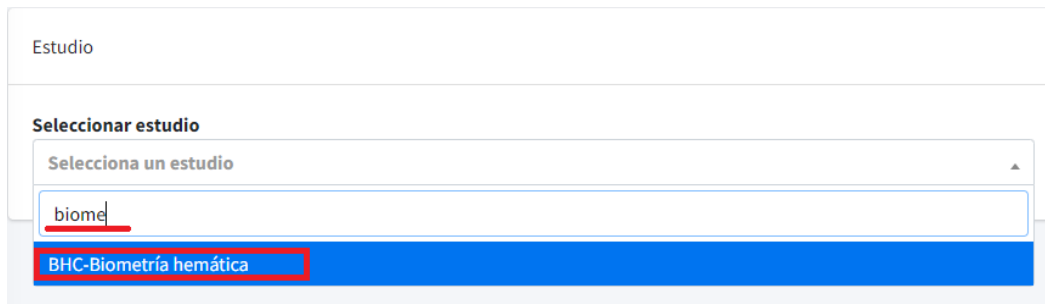 Estudio
Seleccionar estudio
Selecciona un estudio
biome
BHC-Biometría hemática